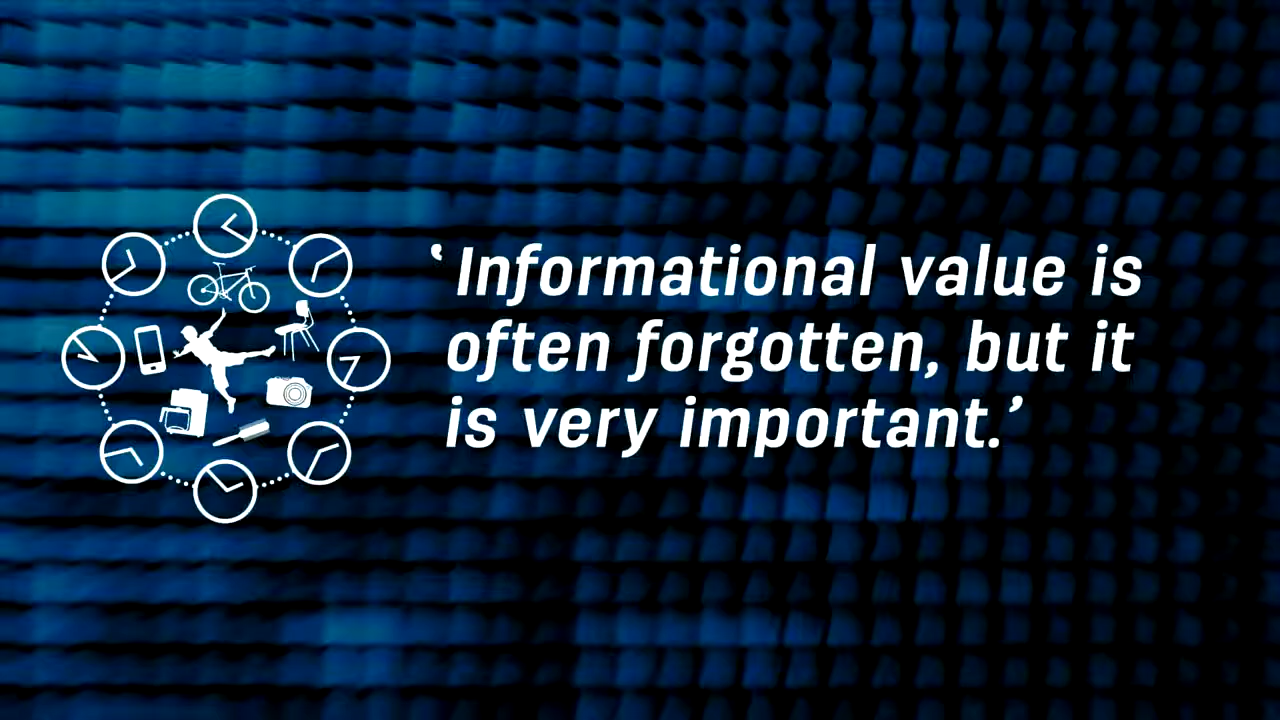 ‘Informational value is
often forgotten, but it
is very important.’